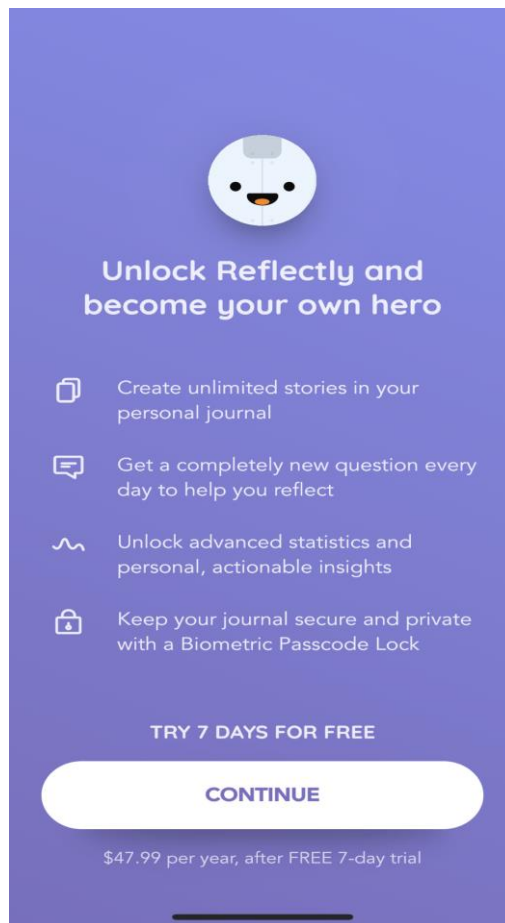 Unlock Reflectly and
become your own hero
Create unlimited stories in your
personal journal
Get a completely new question every
day to help you reflect
Unlock advanced statistics and
personal, actionable insights
Keep your journal secure and private
with a Biometric Passcode Lock
TRY 7 DAYS FOR FREE
CONTINUE
$47.99 per year, after FREE 7-day trial